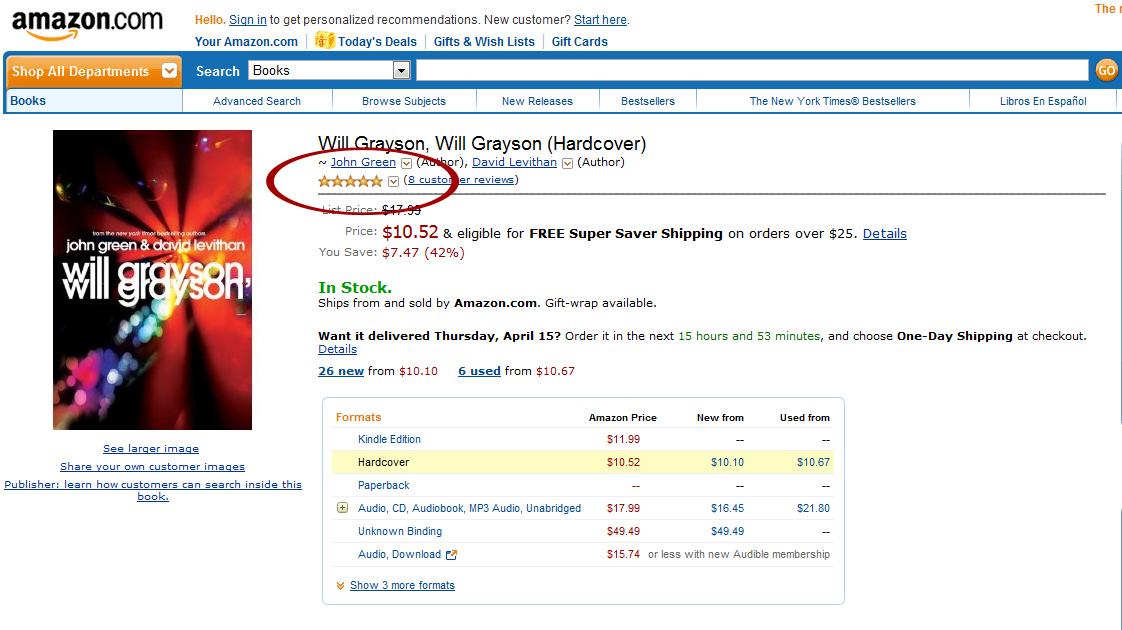 amazon.com
Hello. Sign in to get personalized recommendations. New customer? Start here.
The
Your Amazon.com Today's Deals Gifts & Wish Lists Gift Cards
Shop All Departments Search Books GO
Books Advanced Search Browse Subjects New Releases Bestsellers The New York Times® Bestsellers Libros En Español
Will Grayson, Will Grayson (Hardcover)
~ John Green (Author), David Levithan (Author)
(8 customer reviews)
List Price: $17.99
Price: $10.52 & eligible for FREE Super Saver Shipping on orders over $25. Details
You Save: $7.47 (42%)
In Stock.
Ships from and sold by Amazon.com. Gift-wrap available.
Want it delivered Thursday, April 15? Order it in the next 15 hours and 53 minutes, and choose One-Day Shipping at checkout.
Details
26 new from $10.10 6 used from $10.67
from the new york times bestselling authors
john green & david levithan
will grayson,
will grayson
See larger image
Share your own customer images
Publisher: learn how customers can search inside this
book.
Formats Amazon Price New from Used from
Kindle Edition $11.99 -- --
Hardcover $10.52 $10.10 $10.67
Paperback -- -- --
Audio, CD, Audiobook, MP3 Audio, Unabridged $17.99 $16.45 $21.80
Unknown Binding $49.49 $49.49 --
Audio, Download $15.74 or less with new Audible membership
Show 3 more formats